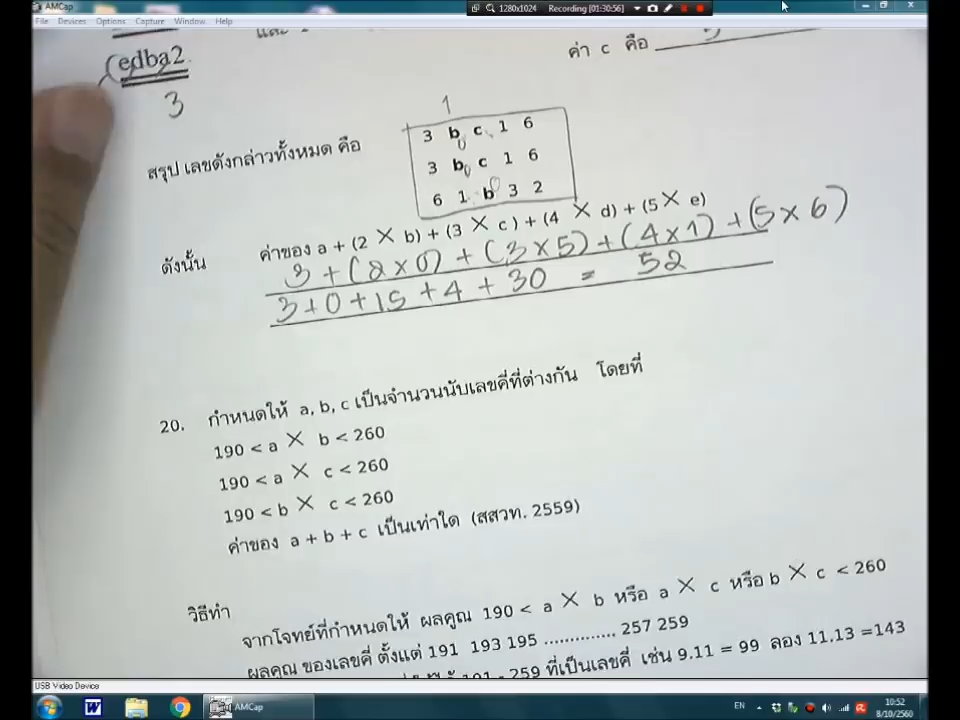 AMCap
1280x1024 Recording [01:30:56]
File Devices Options Capture Window Help
และ
(edba2
ค่า c คือ
3
1
สรุป เลขดังกล่าวทั้งหมด คือ
3 b c 1 6
0
3 b c 1 6
0
6 1 b 3 2
0
ดังนั้น ค่าของ a + (2 × b) + (3 × c) + (4 × d) + (5 × e)
3 + (2 × 0) + (3 × 5) + (4 × 1) + (5 × 6)
3 + 0 + 15 + 4 + 30 = 52
20. กำหนดให้ a, b, c เป็นจำนวนนับเลขคี่ที่ต่างกัน โดยที่
190 < a × b < 260
190 < a × c < 260
190 < b × c < 260
ค่าของ a + b + c เป็นเท่าใด (สสวท. 2559)
วิธีทำ
จากโจทย์ที่กำหนดให้ ผลคูณ 190 < a × b หรือ a × c หรือ b × c < 260
ผลคูณ ของเลขคี่ ตั้งแต่ 191 193 195 .............. 257 259
191 - 259 ที่เป็นเลขคี่ เช่น 9.11 = 99 ลอง 11.13 =143
USB Video Device
AMCap
EN
10:52
8/10/2560